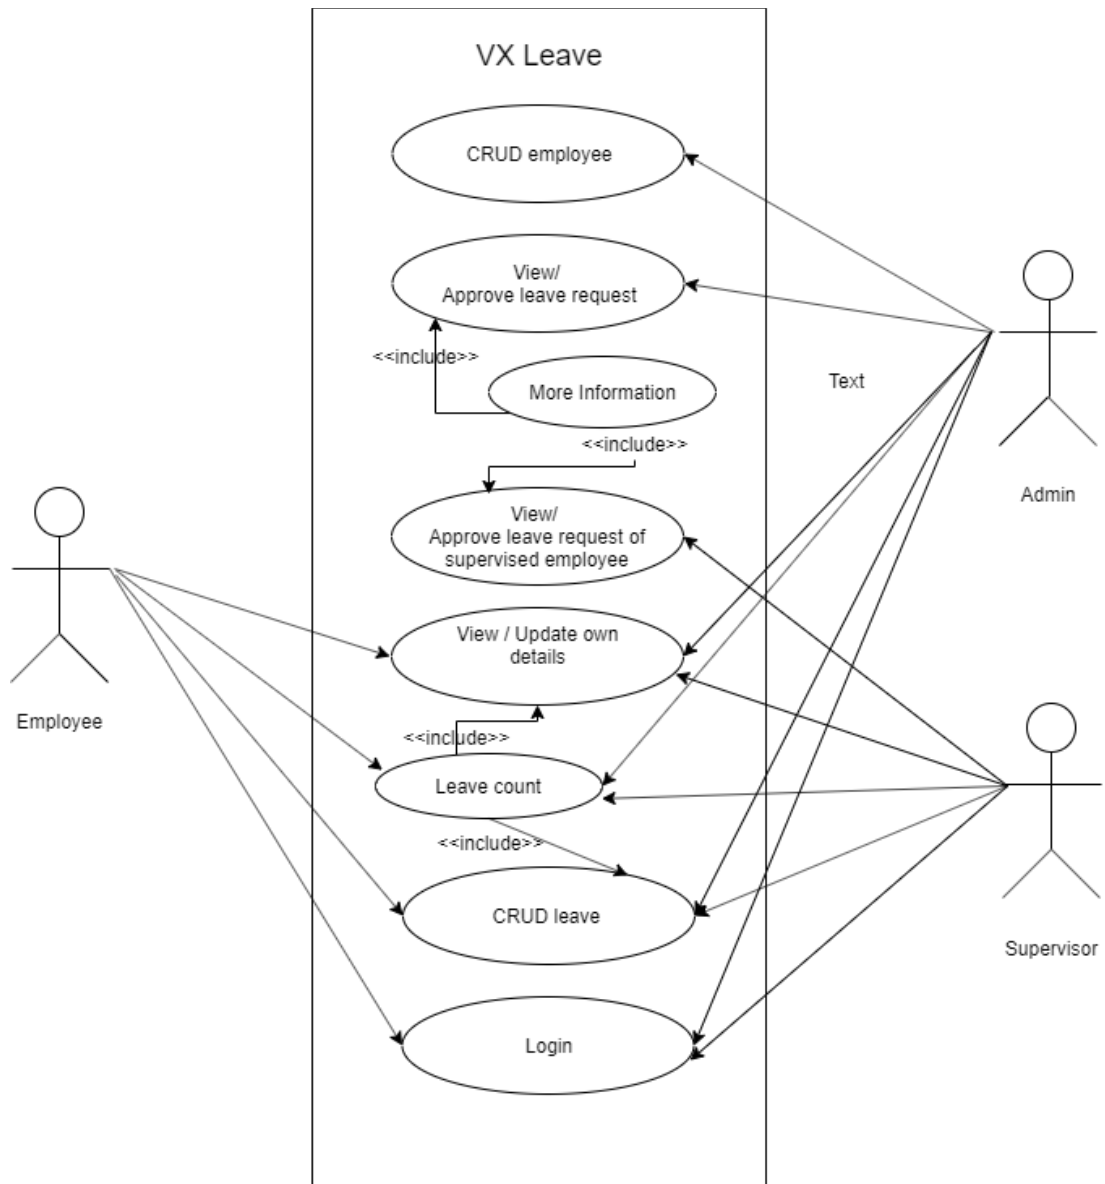 VX Leave
CRUD employee
View/
Approve leave request
<<include>>
More Information
Text
<<include>>
Admin
View/
Approve leave request of
supervised employee
View / Update own
details
Employee
<<include>>
Leave count
<<include>>
CRUD leave
Supervisor
Login